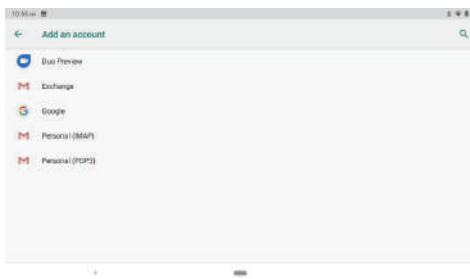 Add an account
Duo Preview
Exchange
Google
Personal (IMAP)
Personal (POP3)